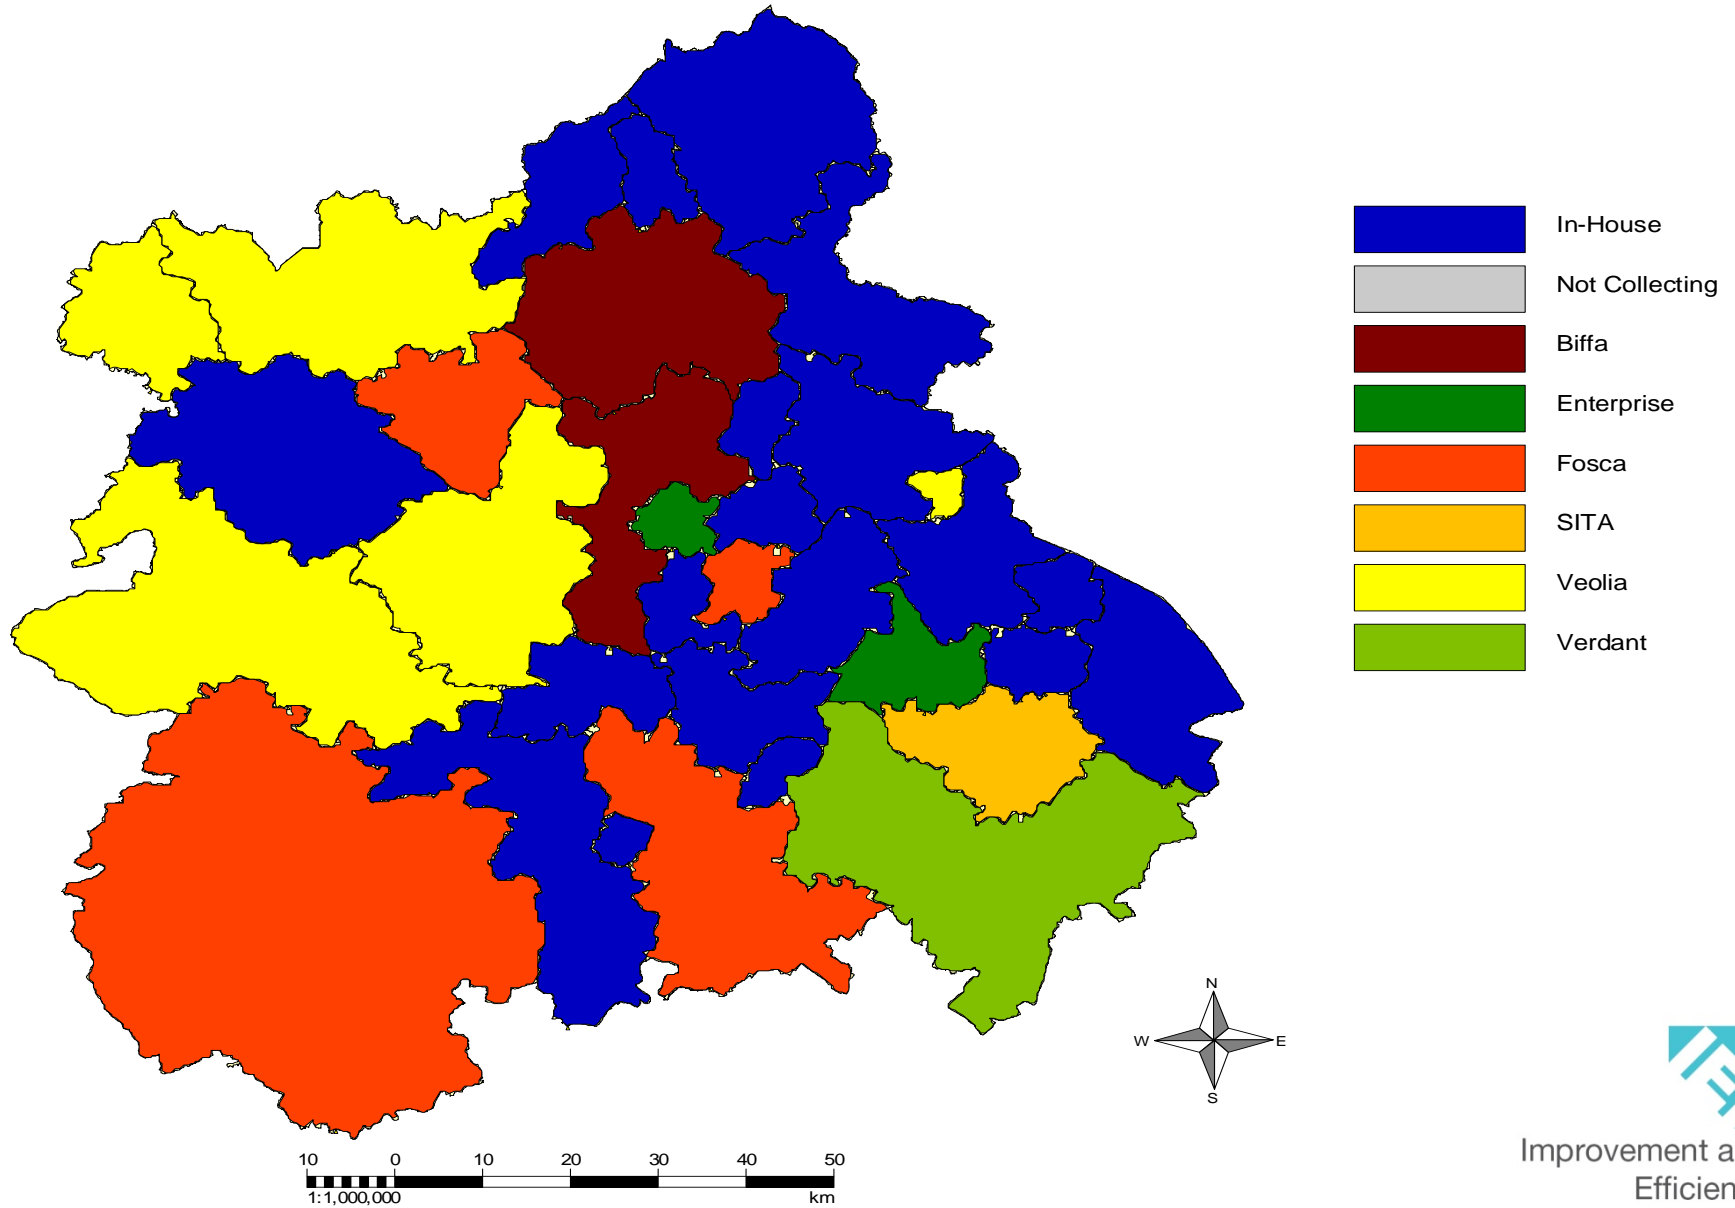 In-House
Not Collecting
Biffa
Enterprise
Fosca
SITA
Veolia
Verdant
N
W
E
S
10 0 10 20 30 40 50
1:1,000,000
km
Improvement a
Efficien